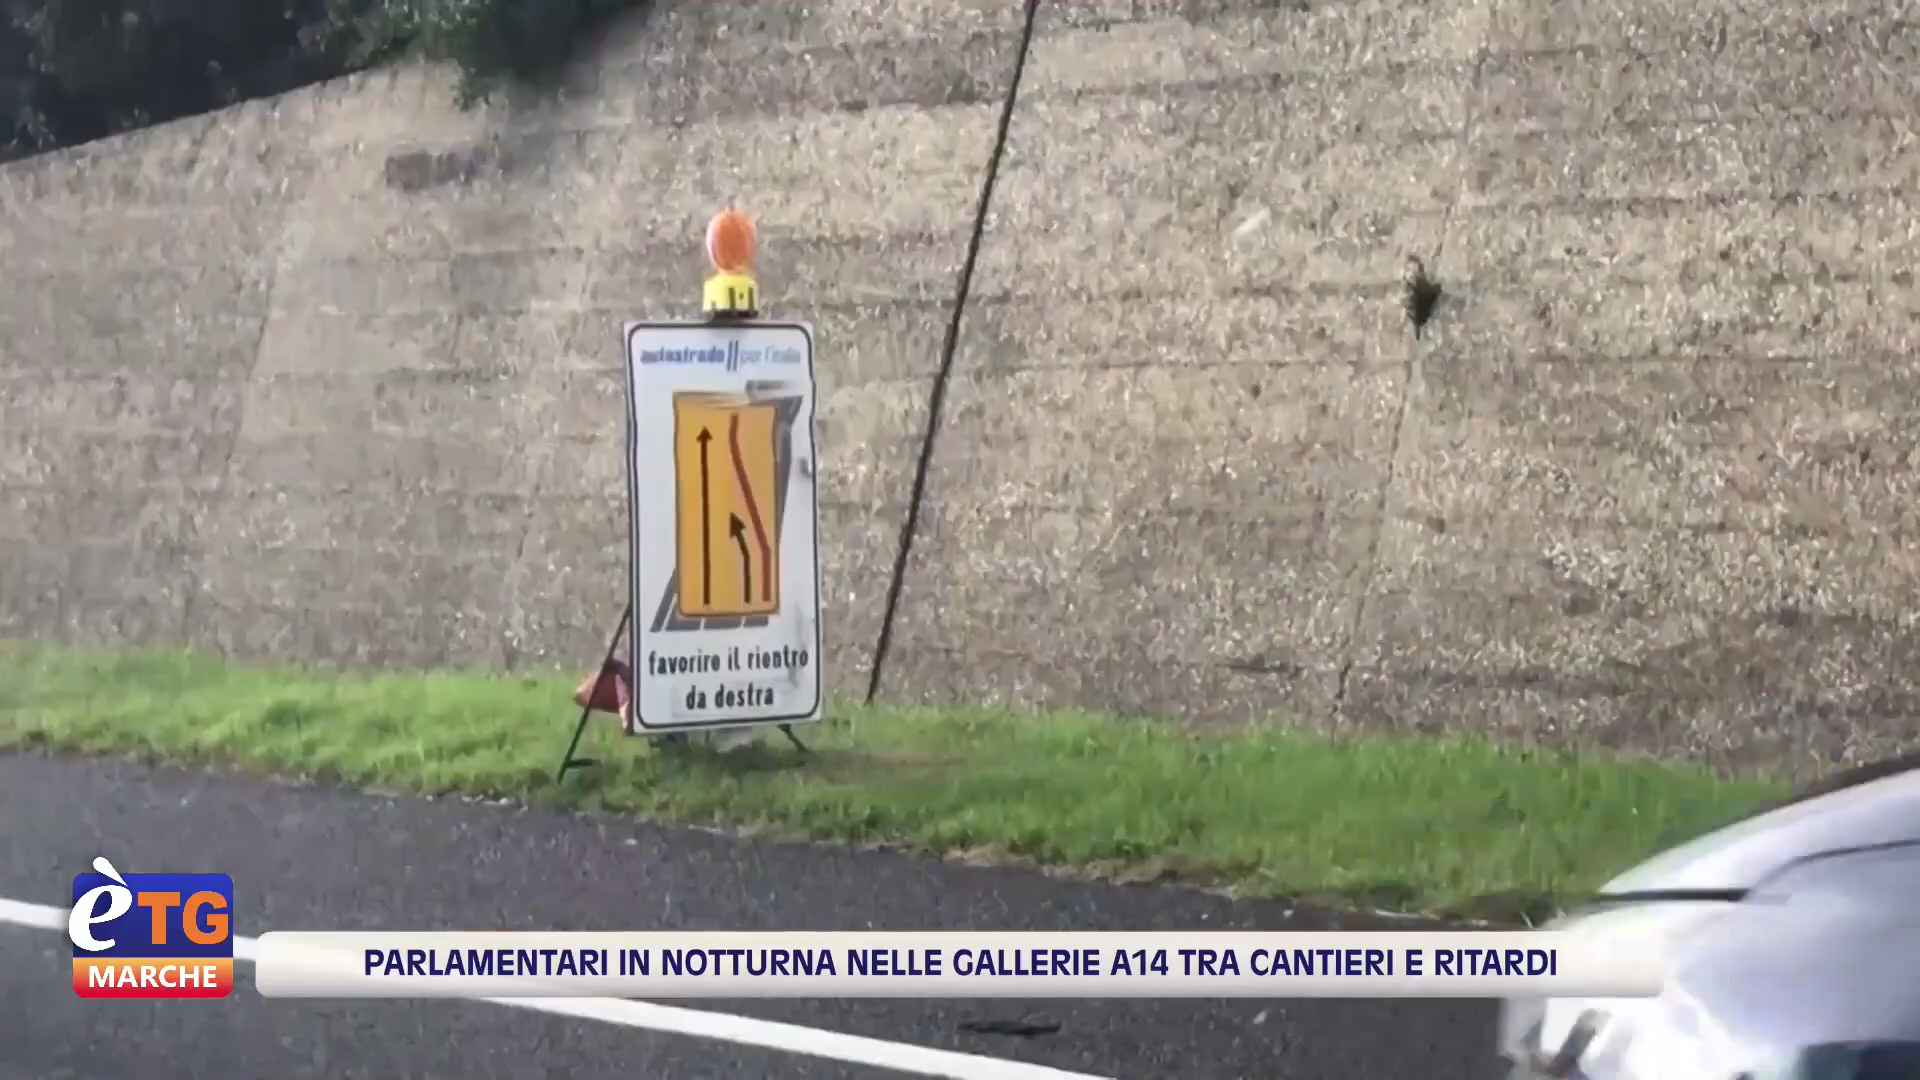 autostrade // per l'italia
favorire il rientro
da destra
èTG
MARCHE
PARLAMENTARI IN NOTTURNA NELLE GALLERIE A14 TRA CANTIERI E RITARDI